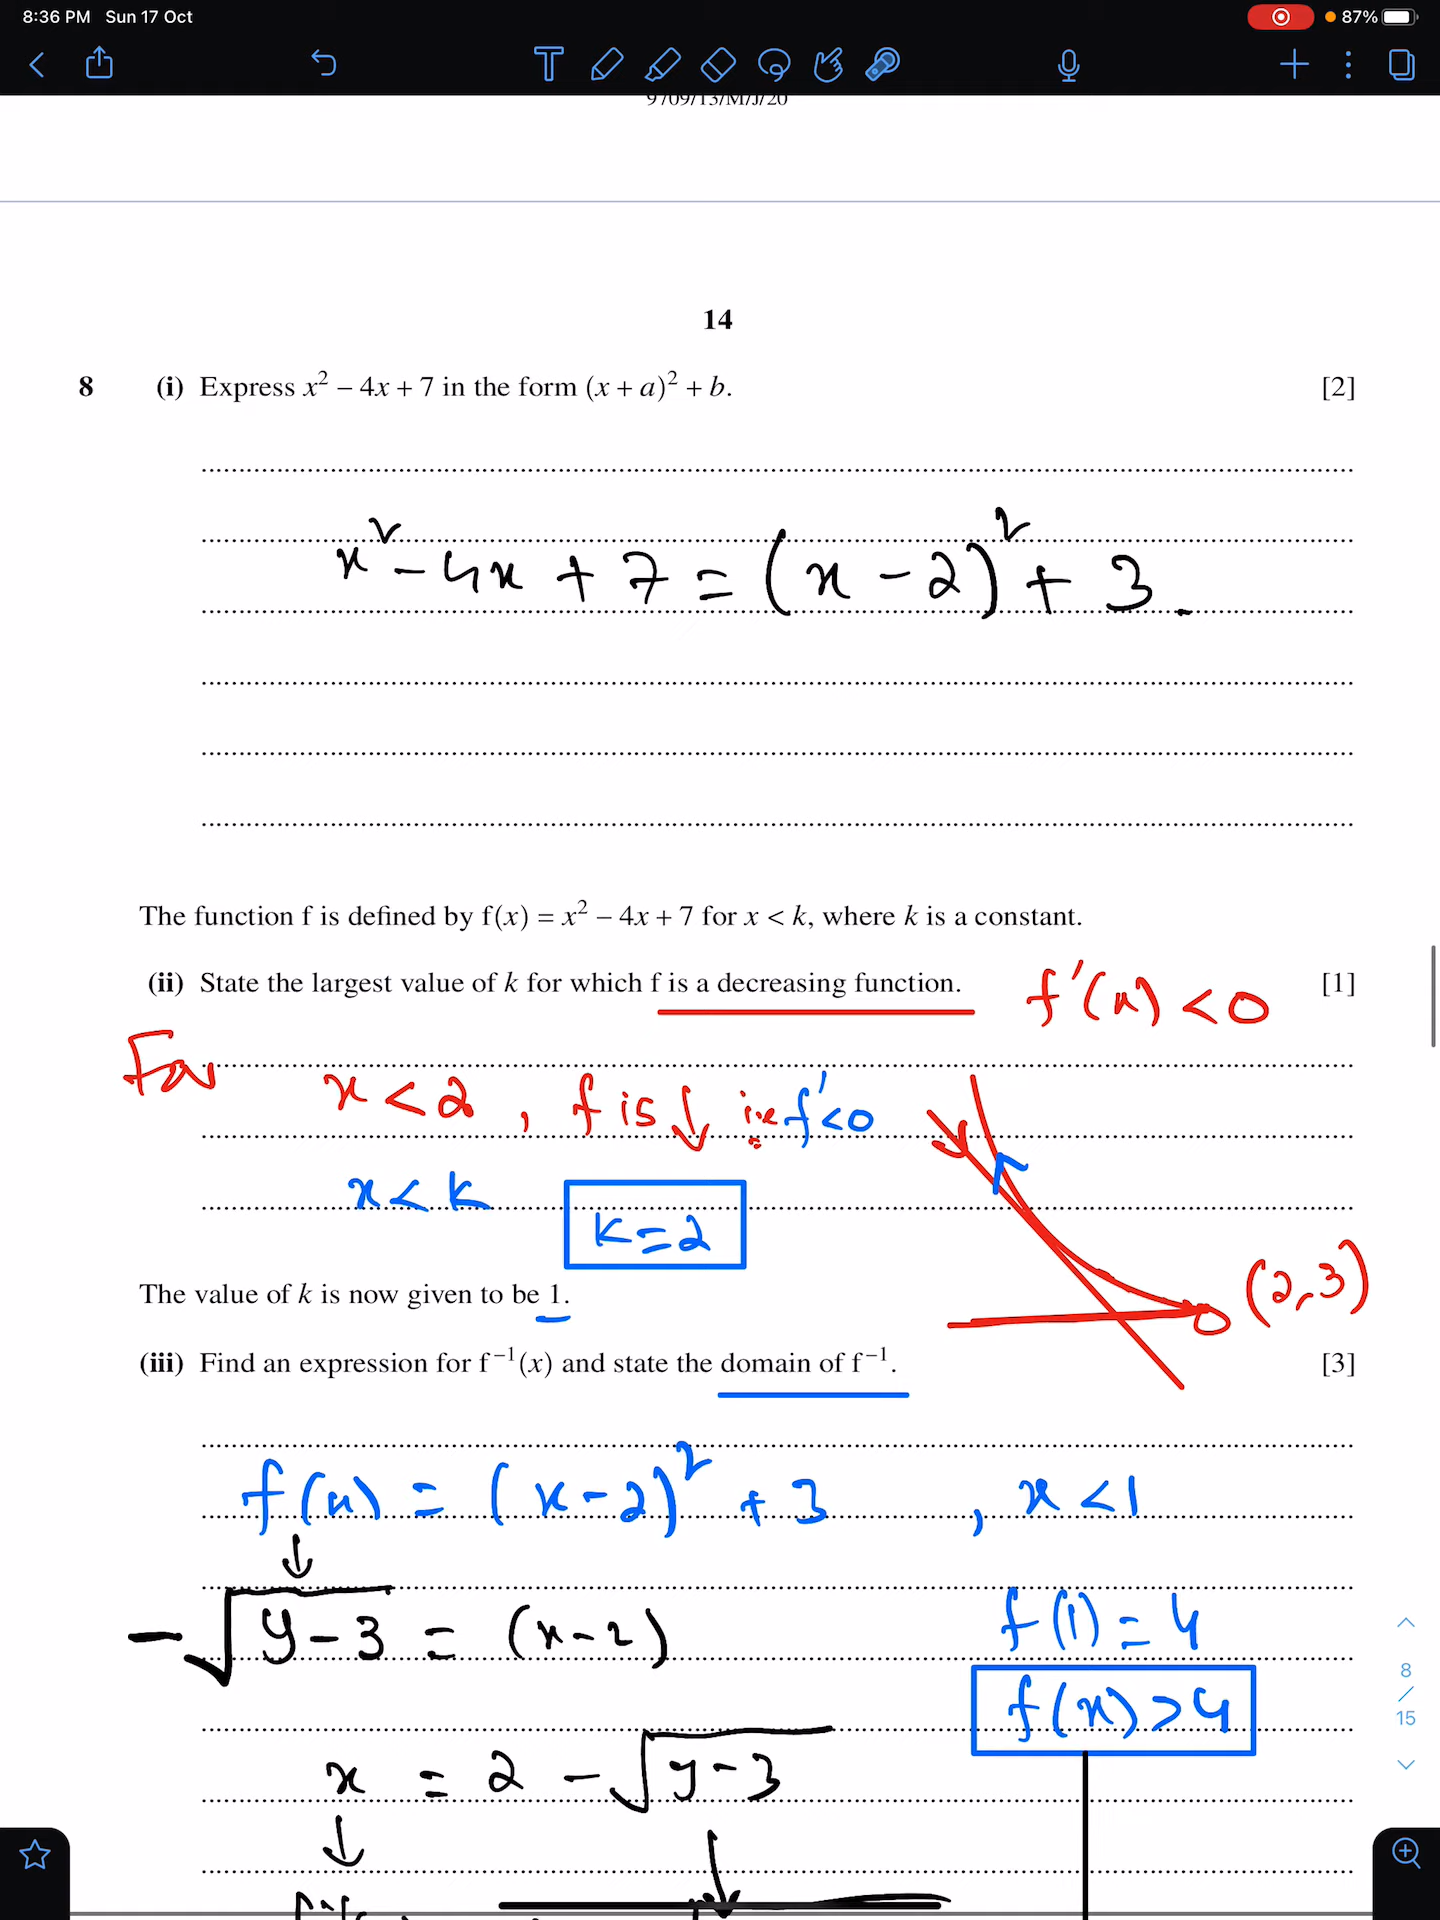 8:36 PM Sun 17 Oct
87%
9709/13/M/J/20
14
8 (i) Express x² − 4x + 7 in the form (x + a)² + b. [2]
x² − 4x + 7 = (x − 2)² + 3.
The function f is defined by f(x) = x² − 4x + 7 for x < k, where k is a constant.
(ii) State the largest value of k for which f is a decreasing function. [1]
f'(x) < 0
For x < 2, f is ↓ i.e f' < 0
x < k
k = 2
The value of k is now given to be 1.
(2, 3)
(iii) Find an expression for f⁻¹(x) and state the domain of f⁻¹. [3]
f(x) = (x − 2)² + 3 , x < 1
↓
−√(y − 3) = (x − 2)
f(1) = 4
f(x) > 4
x = 2 − √(y − 3)
↓ ↓
8
/
15